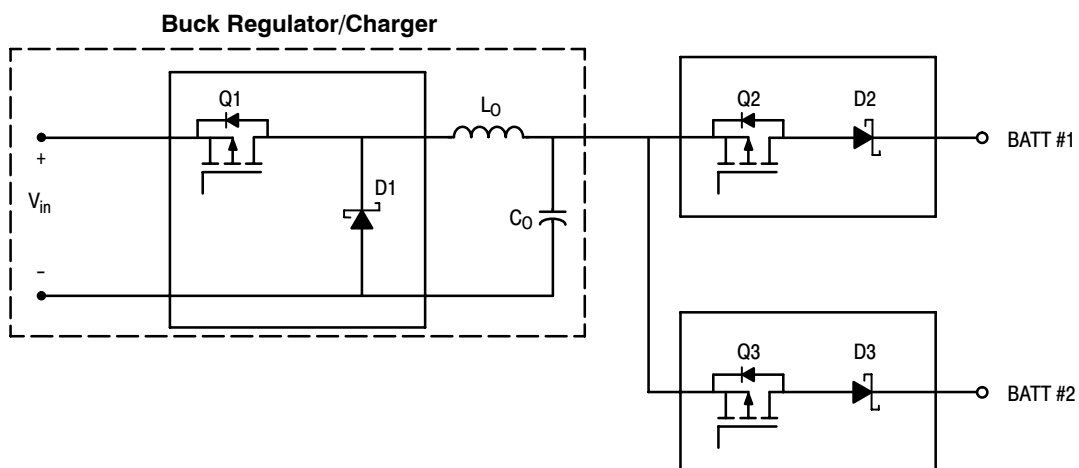 Buck Regulator/Charger
Q1
LO
D1
+
Vin
CO
–
Q2
D2
BATT #1
Q3
D3
BATT #2